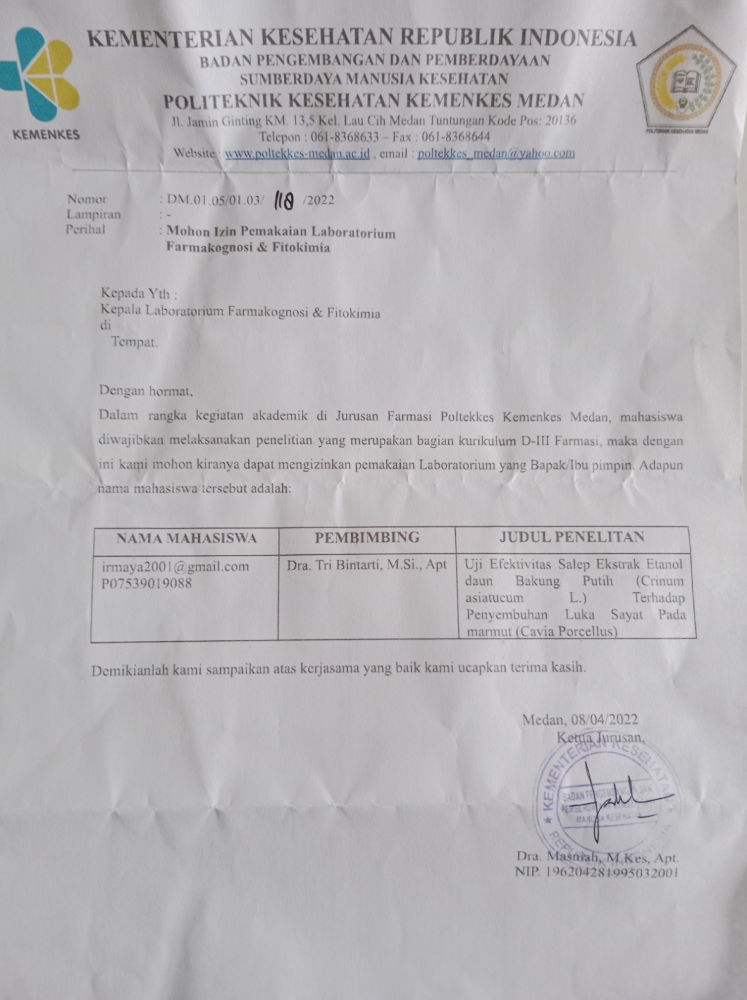 KEMENTERIAN KESEHATAN REPUBLIK INDONESIA
BADAN PENGEMBANGAN DAN PEMBERDAYAAN
SUMBERDAYA MANUSIA KESEHATAN
POLITEKNIK KESEHATAN KEMENKES MEDAN
Jl. Jamin Ginting KM. 13,5 Kel. Lau Cih Medan Tuntungan Kode Pos: 20136
Telepon : 061-8368633 – Fax : 061-8368644
Website : www.poltekkes-medan.ac.id , email : poltekkes_medan@yahoo.com
KEMENKES
POLITEKNIK KESEHATAN MEDAN
Nomor : DM.01.05/01.03/ 118 /2022
Lampiran : -
Perihal : Mohon Izin Pemakaian Laboratorium
Farmakognosi & Fitokimia
Kepada Yth :
Kepala Laboratorium Farmakognosi & Fitokimia
di
Tempat.
Dengan hormat,
Dalam rangka kegiatan akademik di Jurusan Farmasi Poltekkes Kemenkes Medan, mahasiswa
diwajibkan melaksanakan penelitian yang merupakan bagian kurikulum D-III Farmasi, maka dengan
ini kami mohon kiranya dapat mengizinkan pemakaian Laboratorium yang Bapak/Ibu pimpin. Adapun
nama mahasiswa tersebut adalah:
NAMA MAHASISWA PEMBIMBING JUDUL PENELITAN
irmaya2001@gmail.com Dra. Tri Bintarti, M.Si., Apt Uji Efektivitas Salep Ekstrak Etanol
P07539019088 daun Bakung Putih (Crinum
asiatucum L.) Terhadap
Penyembuhan Luka Sayat Pada
marmut (Cavia Porcellus)
Demikianlah kami sampaikan atas kerjasama yang baik kami ucapkan terima kasih.
Medan, 08/04/2022
Ketua Jurusan,
KEMENTERIAN KESEHATAN
BADAN PENGEMBANGAN DAN
MANUSIA KESEHATAN
REPUBLIK INDONESIA
Dra. Masniah, M.Kes, Apt.
NIP. 196204281995032001